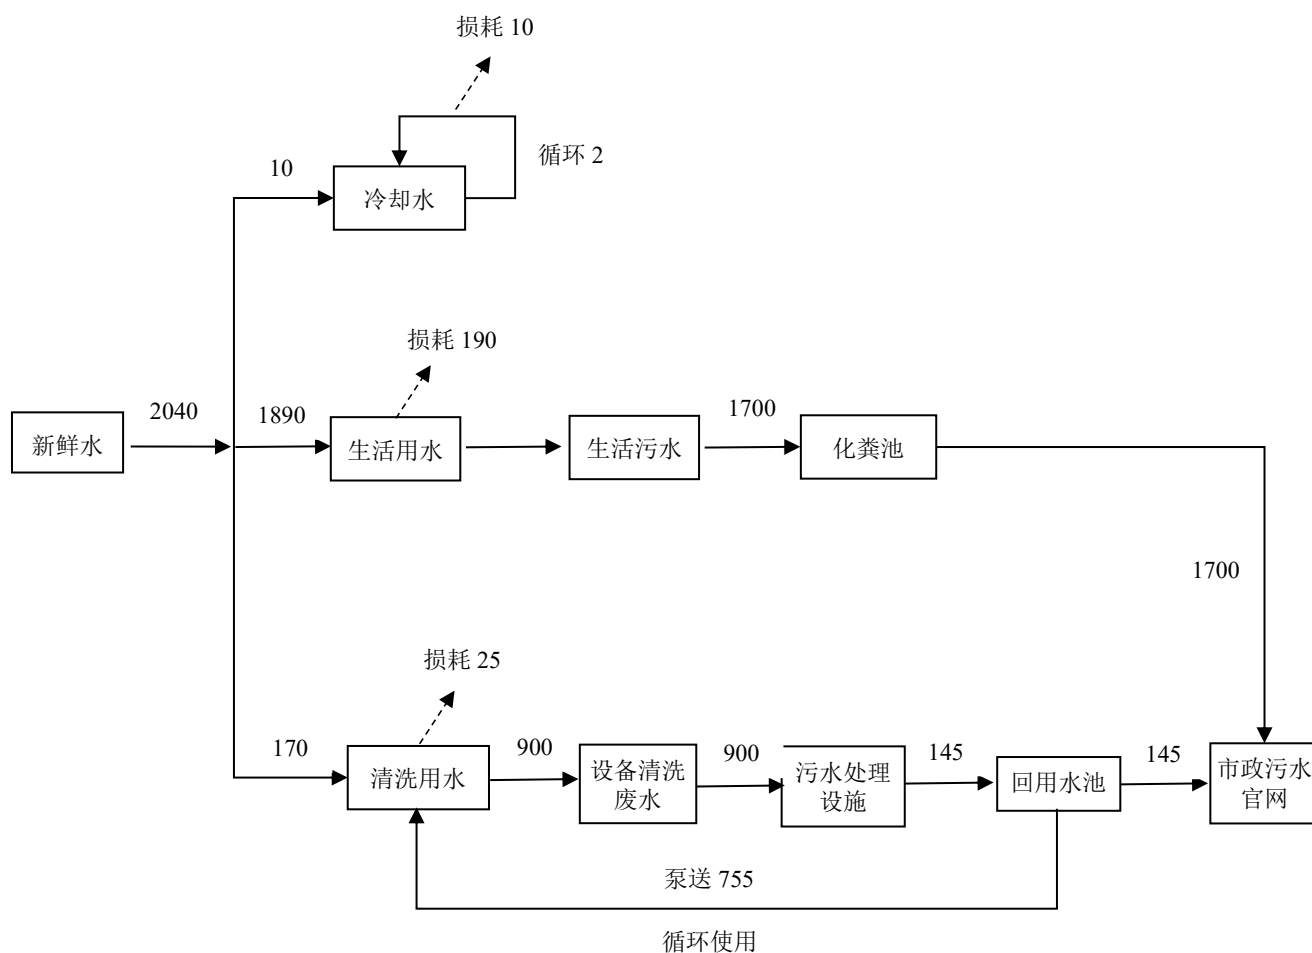 损耗 10
循环 2
10
冷却水
损耗 190
2040
1890
1700
新鲜水
生活用水
生活污水
化粪池
1700
损耗 25
170
900
900
145
145
清洗用水
设备清洗
废水
污水处理
设施
回用水池
市政污水
官网
泵送 755
循环使用